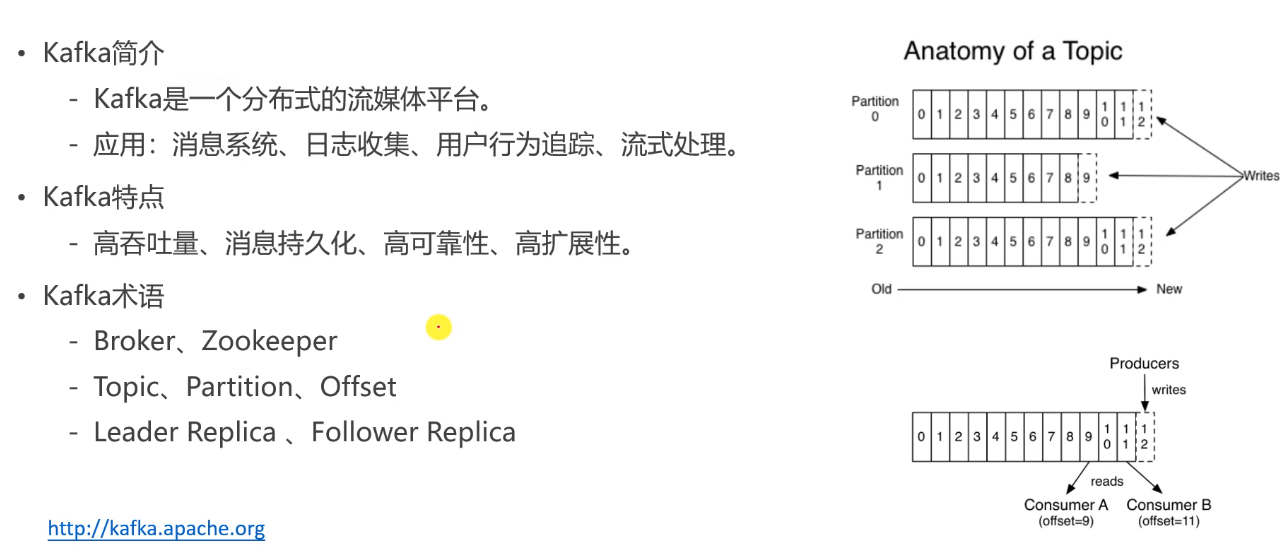 • Kafka简介
- Kafka是一个分布式的流媒体平台。
- 应用：消息系统、日志收集、用户行为追踪、流式处理。
• Kafka特点
- 高吞吐量、消息持久化、高可靠性、高扩展性。
• Kafka术语
- Broker、Zookeeper
- Topic、Partition、Offset
- Leader Replica 、Follower Replica
http://kafka.apache.org
Anatomy of a Topic
Partition
0
0 1 2 3 4 5 6 7 8 9 10 11 12
Partition
1
0 1 2 3 4 5 6 7 8 9
Writes
Partition
2
0 1 2 3 4 5 6 7 8 9 10 11 12
Old New
Producers
writes
0 1 2 3 4 5 6 7 8 9 10 11 12
reads
Consumer A Consumer B
(offset=9) (offset=11)